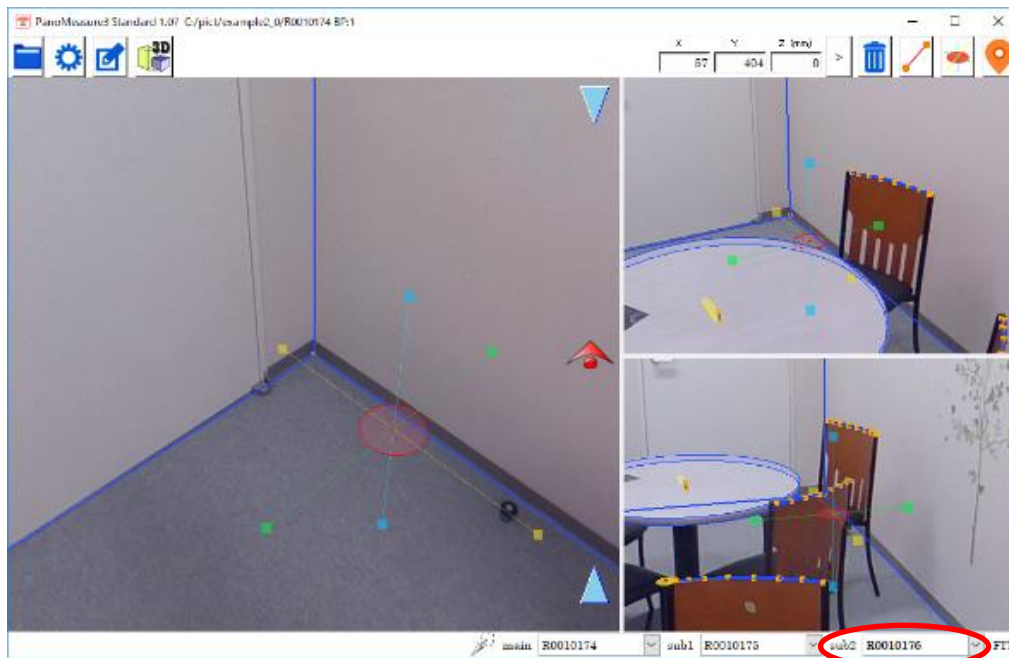 PanoMeasure3 Standard 1.07 C:/pict/example2_0/R0010174 BP:1
3D
X Y Z (mm)
57 404 0 >
main R0010174 sub1 R0010175 sub2 R0010176